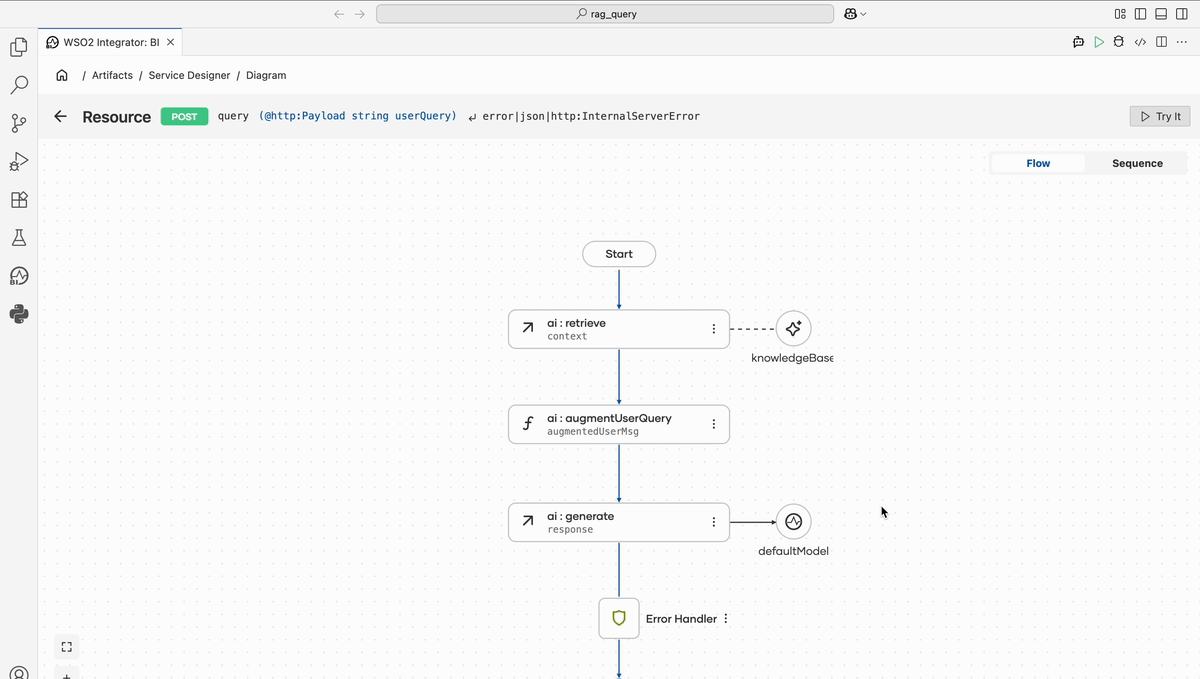 rag_query
WSO2 Integrator: BI
/ Artifacts / Service Designer / Diagram
Resource POST query (@http:Payload string userQuery) error|json|http:InternalServerError Try It
Flow Sequence
Start
ai : retrieve
context
knowledgeBase
ai : augmentUserQuery
augmentedUserMsg
ai : generate
response
defaultModel
Error Handler
BI